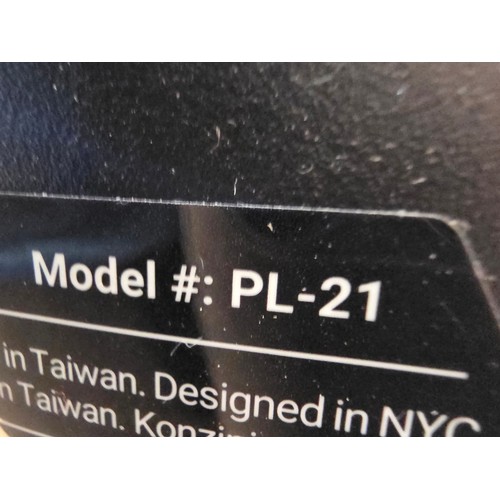 Model #: PL-21
in Taiwan. Designed in NYC
n Taiwan.